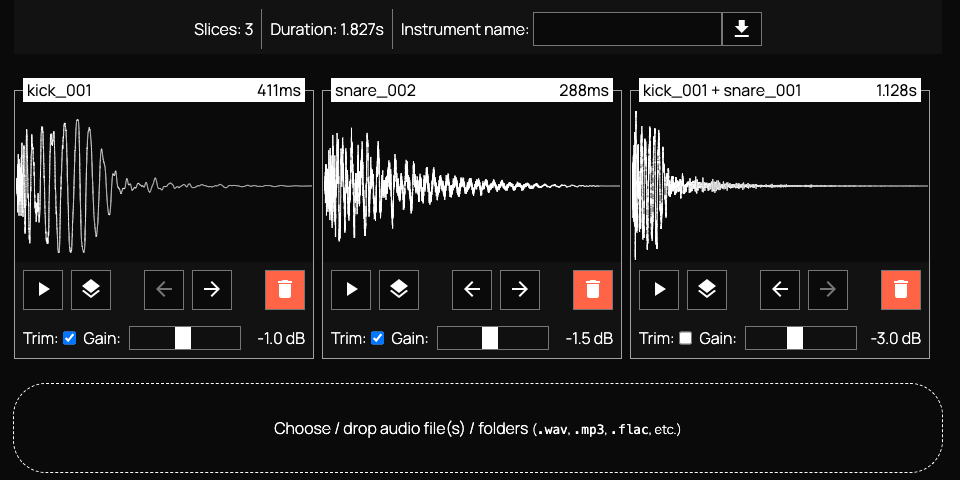 Slices: 3 Duration: 1.827s Instrument name:
kick_001 411ms
snare_002 288ms
kick_001 + snare_001 1.128s
Trim: Gain: -1.0 dB
Trim: Gain: -1.5 dB
Trim: Gain: -3.0 dB
Choose / drop audio file(s) / folders (.wav, .mp3, .flac, etc.)